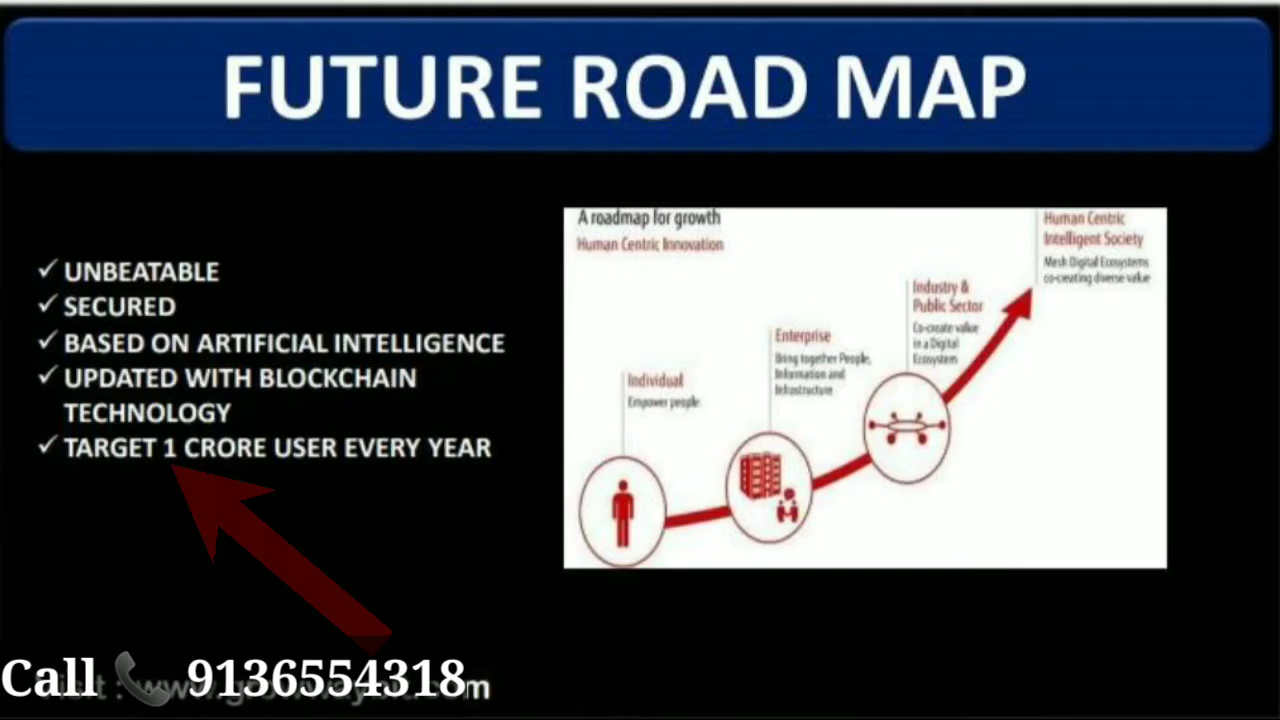 FUTURE ROAD MAP
✓ UNBEATABLE
✓ SECURED
✓ BASED ON ARTIFICIAL INTELLIGENCE
✓ UPDATED WITH BLOCKCHAIN
TECHNOLOGY
✓ TARGET 1 CRORE USER EVERY YEAR
A roadmap for growth
Human Centric Innovation
Individual
Empower people
Enterprise
Bring together People,
Information and
Infrastructure
Industry &
Public Sector
Co-create value
in a Digital
Ecosystem
Human Centric
Intelligent Society
Mesh Digital Ecosystems
co-creating diverse value
Call 📞 9136554318